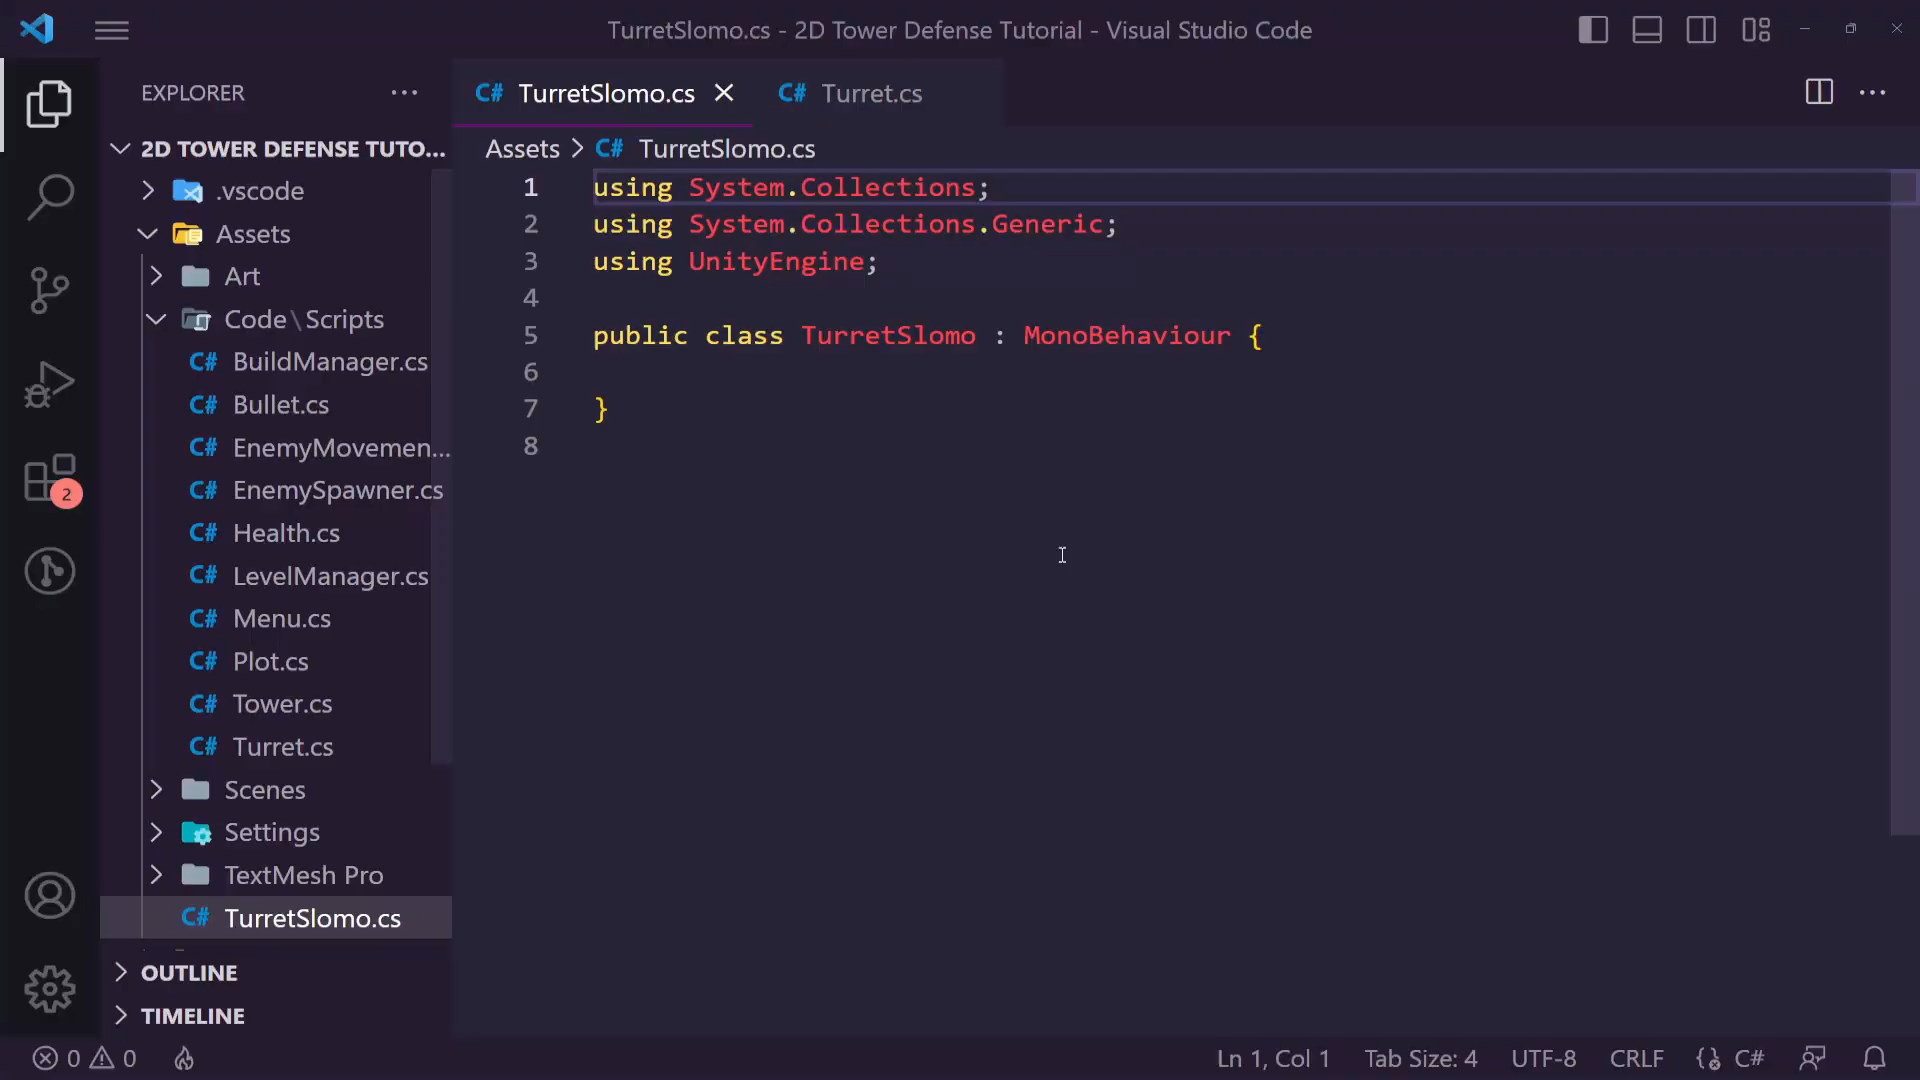 TurretSlomo.cs - 2D Tower Defense Tutorial - Visual Studio Code
EXPLORER
2D TOWER DEFENSE TUTO...
.vscode
Assets
Art
Code\Scripts
C# BuildManager.cs
C# Bullet.cs
C# EnemyMovemen...
C# EnemySpawner.cs
C# Health.cs
C# LevelManager.cs
C# Menu.cs
C# Plot.cs
C# Tower.cs
C# Turret.cs
Scenes
Settings
TextMesh Pro
C# TurretSlomo.cs
OUTLINE
TIMELINE
2
C# TurretSlomo.cs
C# Turret.cs
Assets > C# TurretSlomo.cs
1 using System.Collections;
2 using System.Collections.Generic;
3 using UnityEngine;
4
5 public class TurretSlomo : MonoBehaviour {
6
7 }
8
0 0
Ln 1, Col 1
Tab Size: 4
UTF-8
CRLF
C#